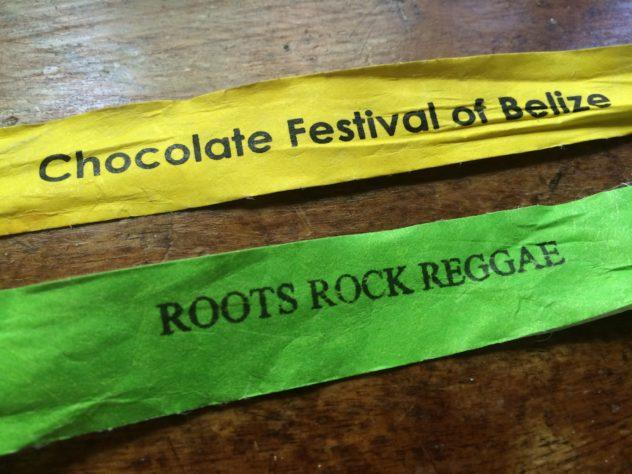 Chocolate Festival of Belize
ROOTS ROCK REGGAE